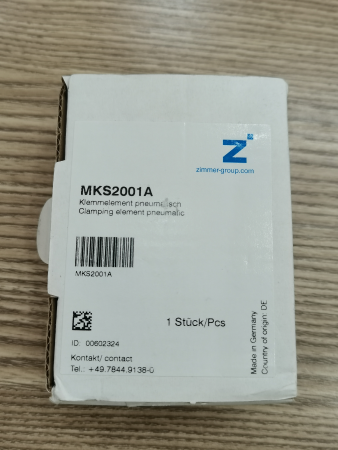 Z
zimmer-group.com
MKS2001A
Klemmelement pneumatisch
Clamping element pneumatic
MKS2001A
1 Stück/Pcs
ID: 00602324
Kontakt/ contact
Tel.: +49.7844.9138-0
Made in Germany
Country of origin: DE